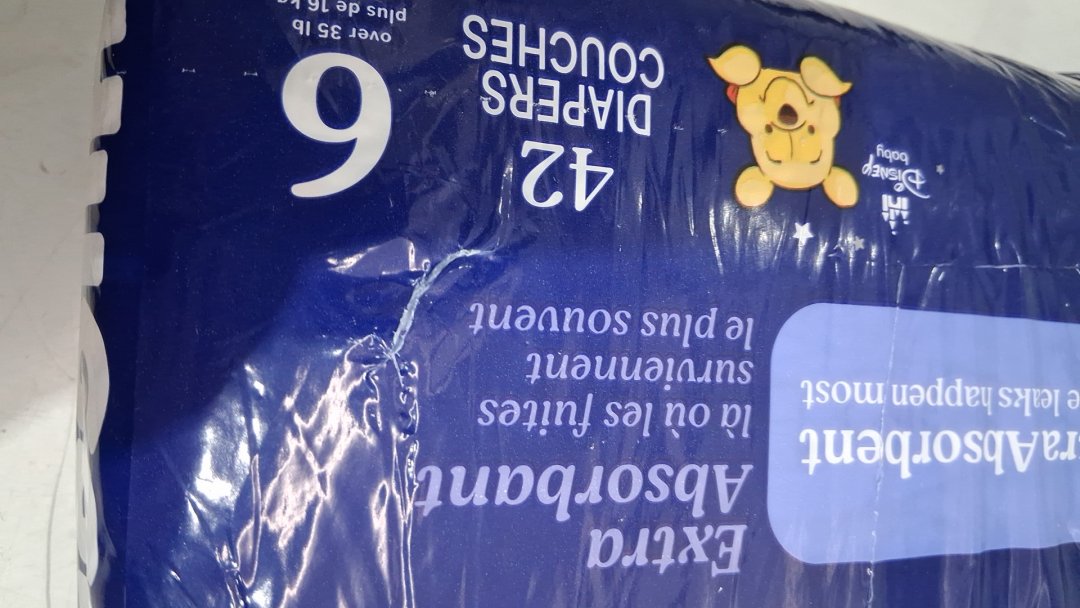 Extra
Absorbant
là où les fuites
surviennent
le plus souvent
raAbsorbent
e leaks happen most
Disney
baby
42
DIAPERS
COUCHES
6
over 35 lb
plus de 16 kg